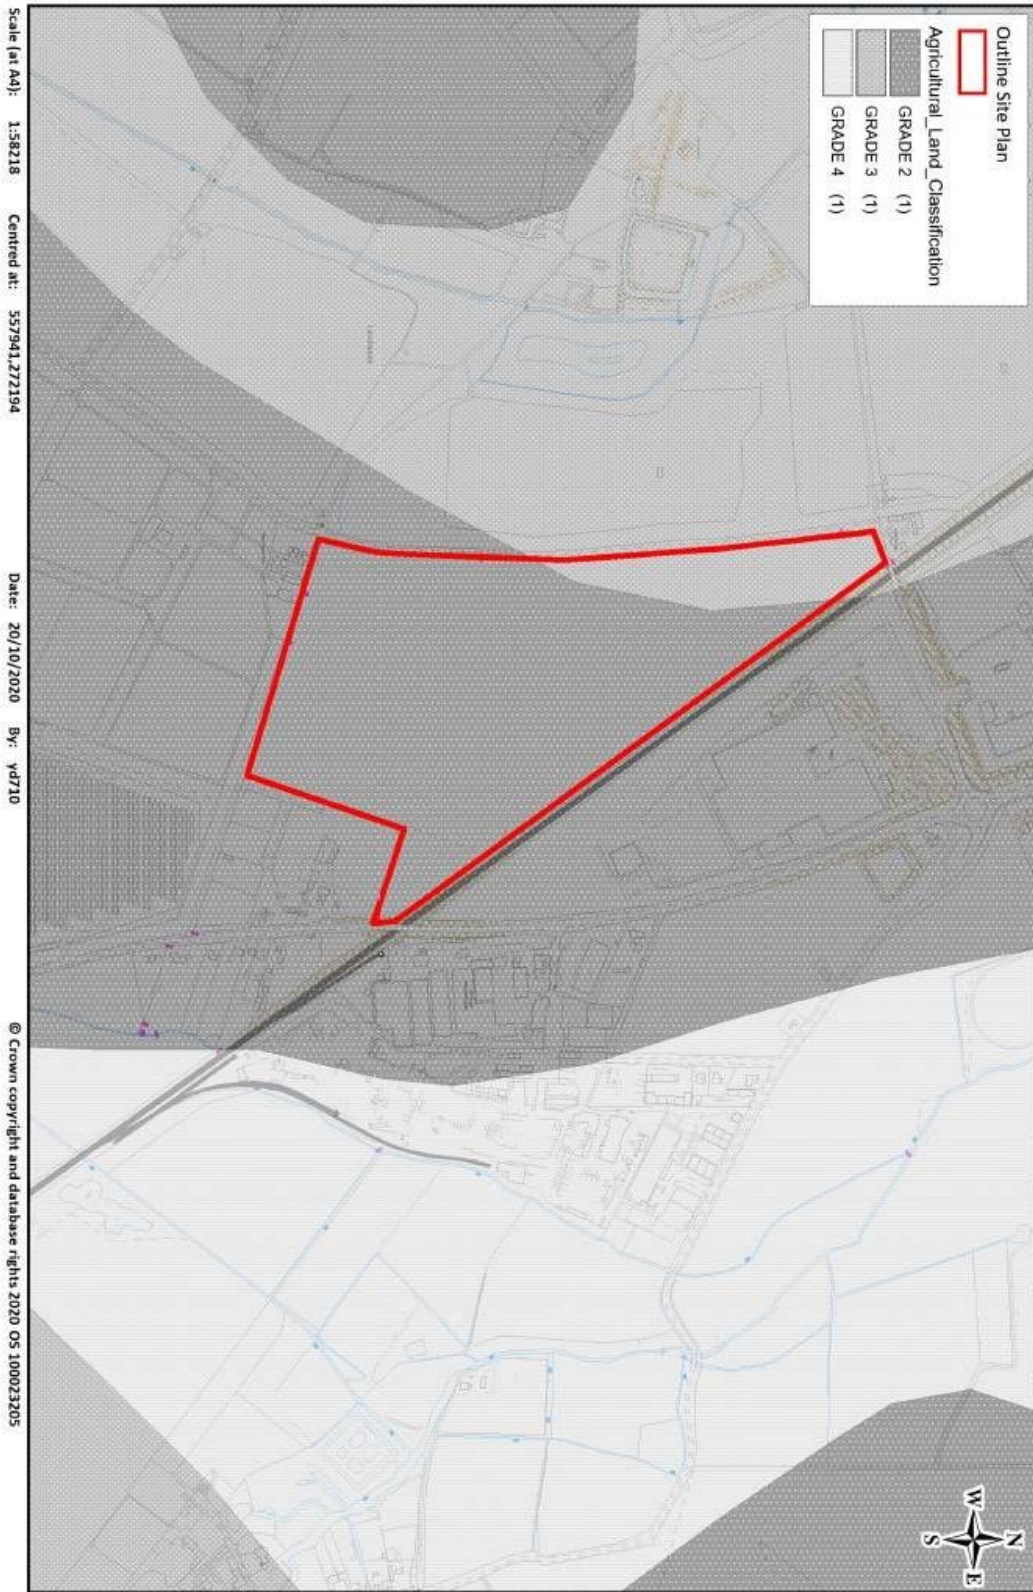 Outline Site Plan
Agricultural_Land_Classification
GRADE 2 (1)
GRADE 3 (1)
GRADE 4 (1)
N
W
E
S
Scale (at A4): 1:58218 Centred at: 557941,272194 Date: 20/10/2020 By: yd710 © Crown copyright and database rights 2020 OS 100023205